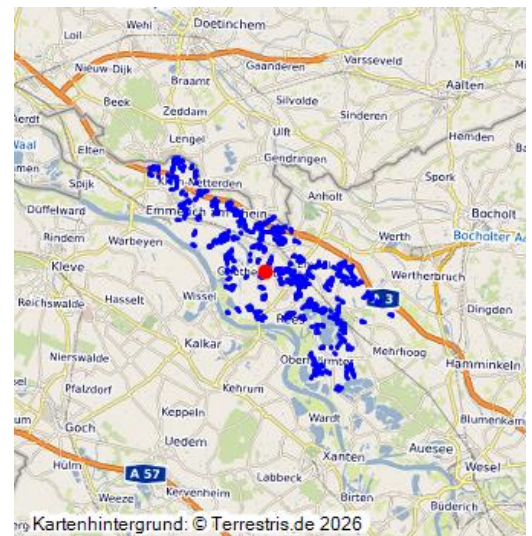 Wehl
Doetinchem
Loil
Varsseveld
Nieuw-Dijk
Gaanderen
Braamt
Aalten
Beek
Silvolde
Zeddam
Sinderen
Ulft
Lengel
Hemden
Elten
Gendringen
Waal
Spijk
Netterden
Anholt
Spork
Bocholt
Düffelward
Emmerich am Rhein
Rindern
Warbeyen
Werth
Bocholter Aa
Kleve
Wertherbruch
Reichswalde
Hasselt
Wissel
A 3
Dingden
Rees
Nierswalde
Kalkar
Mehrhoog
Hamminkeln
Pfalzdorf
Kehrum
Keppeln
Wardt
Blumenkamp
Goch
Uedem
Auesee
Hülm
Xanten
Wesel
A 57
Labbeck
Birten
Weeze
Kervenheim
Büderich
Kartenhintergrund: © Terrestris.de 2026